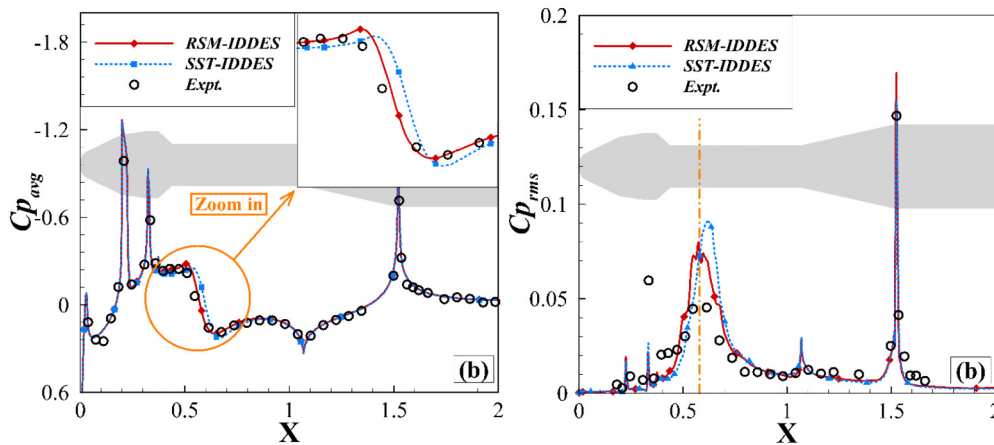 RSM-IDDES
SST-IDDES
Expt.
-1.8
-1.2
-0.6
0
0.6
Cp_avg
Zoom in
(b)
0 0.5 1 1.5 2
X
RSM-IDDES
SST-IDDES
Expt.
0.2
0.15
0.1
0.05
0
Cp_rms
(b)
0 0.5 1 1.5 2
X